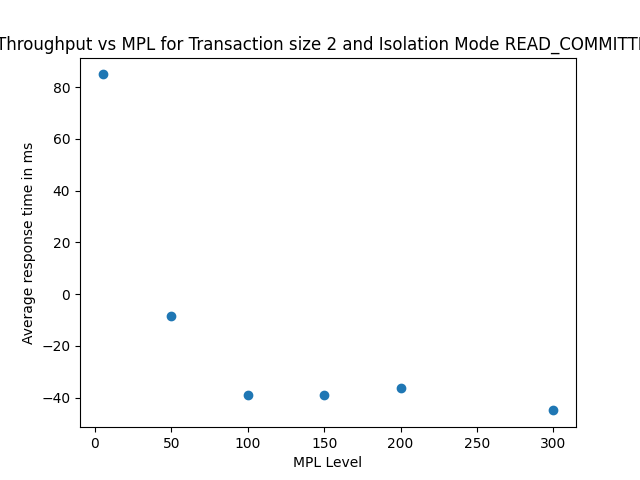 Throughput vs MPL for Transaction size 2 and Isolation Mode READ_COMMITTE
80
60
40
20
0
−20
−40
Average response time in ms
0 50 100 150 200 250 300
MPL Level